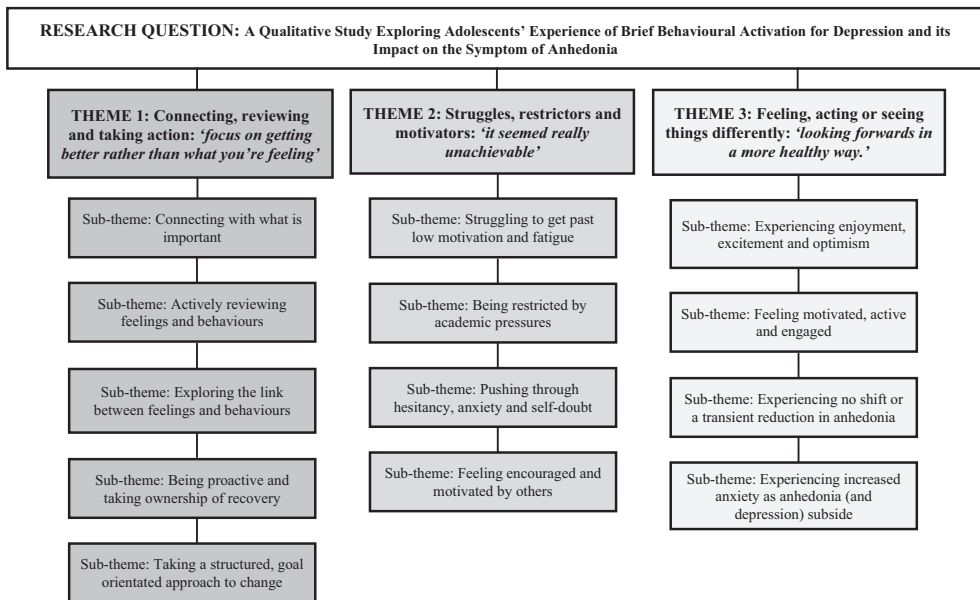 RESEARCH QUESTION: A Qualitative Study Exploring Adolescents' Experience of Brief Behavioural Activation for Depression and its
Impact on the Symptom of Anhedonia
THEME 1: Connecting, reviewing
and taking action: ‘focus on getting
better rather than what you’re feeling’
Sub-theme: Connecting with what is
important
Sub-theme: Actively reviewing
feelings and behaviours
Sub-theme: Exploring the link
between feelings and behaviours
Sub-theme: Being proactive and
taking ownership of recovery
Sub-theme: Taking a structured, goal
orientated approach to change
THEME 2: Struggles, restrictors and
motivators: ‘it seemed really
unachievable’
Sub-theme: Struggling to get past
low motivation and fatigue
Sub-theme: Being restricted by
academic pressures
Sub-theme: Pushing through
hesitancy, anxiety and self-doubt
Sub-theme: Feeling encouraged and
motivated by others
THEME 3: Feeling, acting or seeing
things differently: ‘looking forwards in
a more healthy way.’
Sub-theme: Experiencing enjoyment,
excitement and optimism
Sub-theme: Feeling motivated, active
and engaged
Sub-theme: Experiencing no shift or
a transient reduction in anhedonia
Sub-theme: Experiencing increased
anxiety as anhedonia (and
depression) subside